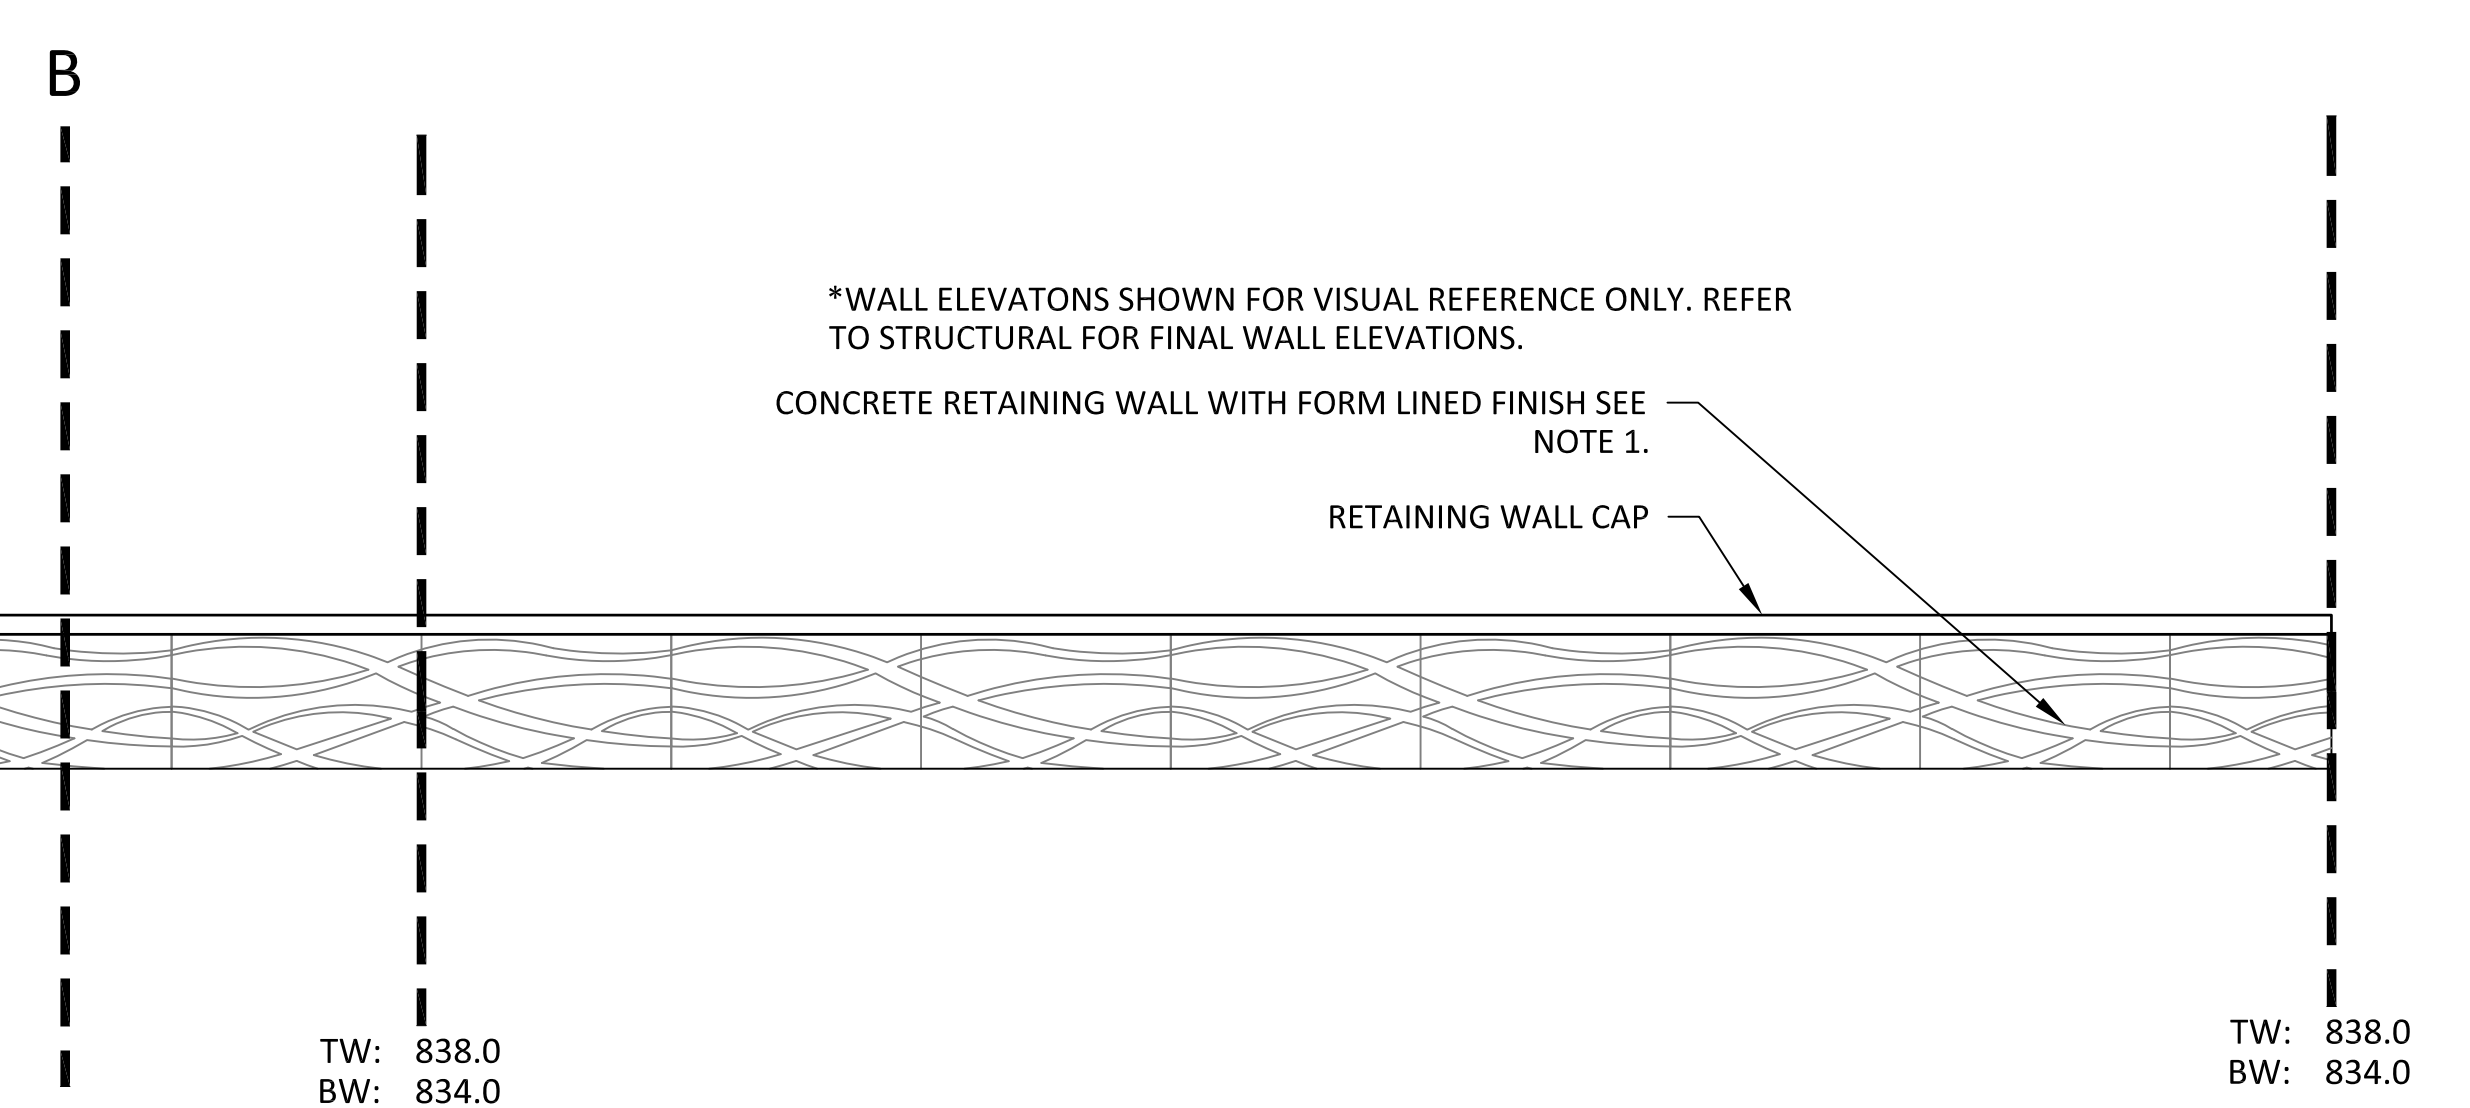 B
*WALL ELEVATONS SHOWN FOR VISUAL REFERENCE ONLY. REFER
TO STRUCTURAL FOR FINAL WALL ELEVATIONS.
CONCRETE RETAINING WALL WITH FORM LINED FINISH SEE
NOTE 1.
RETAINING WALL CAP
TW: 838.0
BW: 834.0
TW: 838.0
BW: 834.0